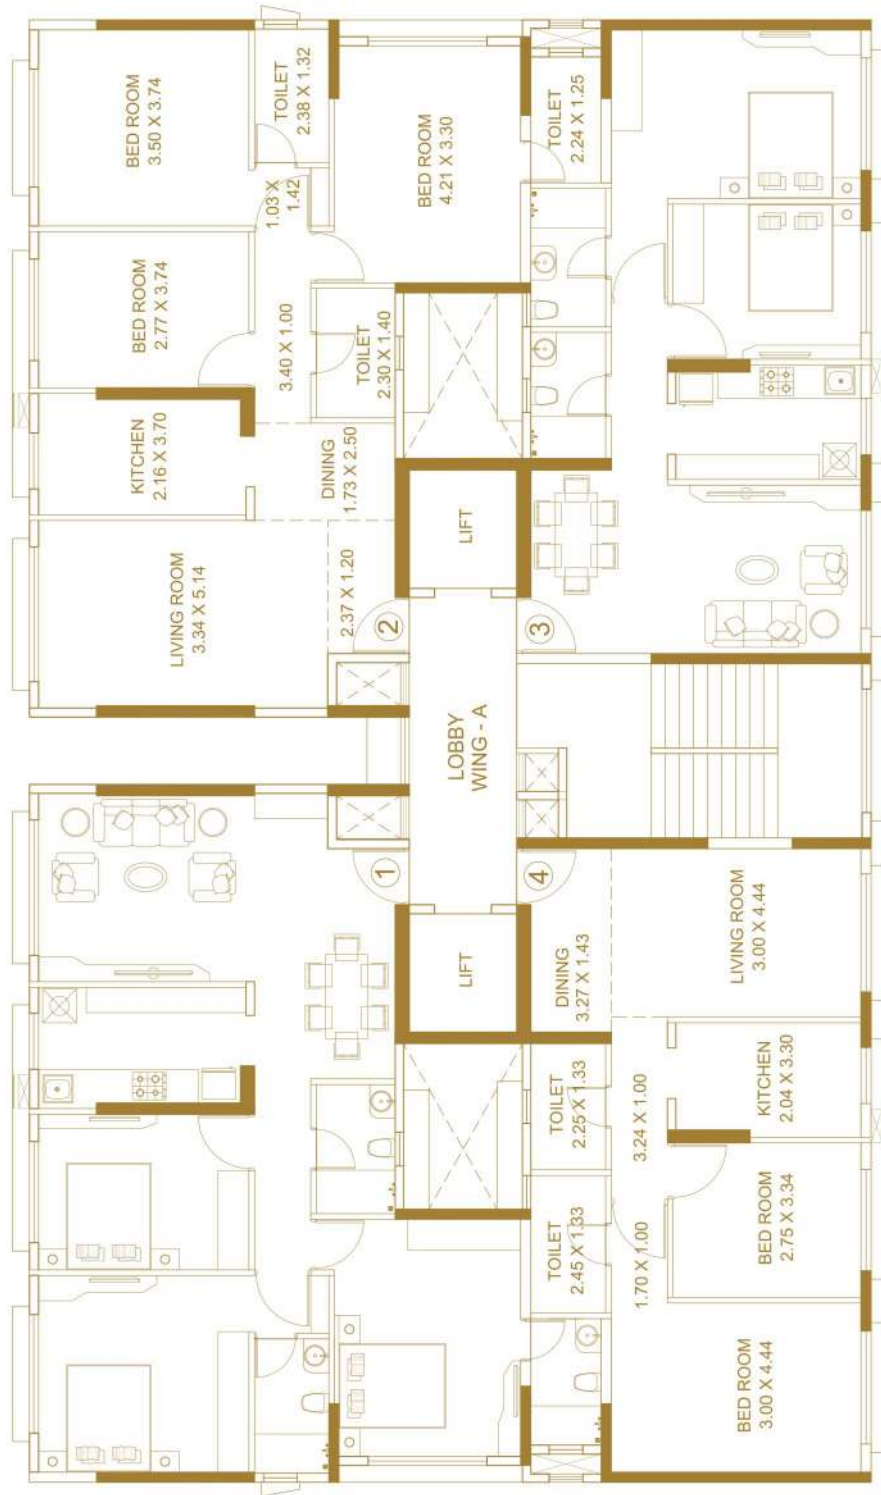 BED ROOM
3.50 X 3.74
TOILET
2.38 X 1.32
1.03 X
1.42
BED ROOM
4.21 X 3.30
TOILET
2.24 X 1.25
BED ROOM
2.77 X 3.74
3.40 X 1.00
TOILET
2.30 X 1.40
KITCHEN
2.16 X 3.70
DINING
1.73 X 2.50
LIVING ROOM
3.34 X 5.14
2.37 X 1.20
LIFT
2
3
LOBBY
WING - A
1
4
LIFT
DINING
3.27 X 1.43
LIVING ROOM
3.00 X 4.44
TOILET
2.25 X 1.33
3.24 X 1.00
KITCHEN
2.04 X 3.30
TOILET
2.45 X 1.33
1.70 X 1.00
BED ROOM
2.75 X 3.34
BED ROOM
3.00 X 4.44